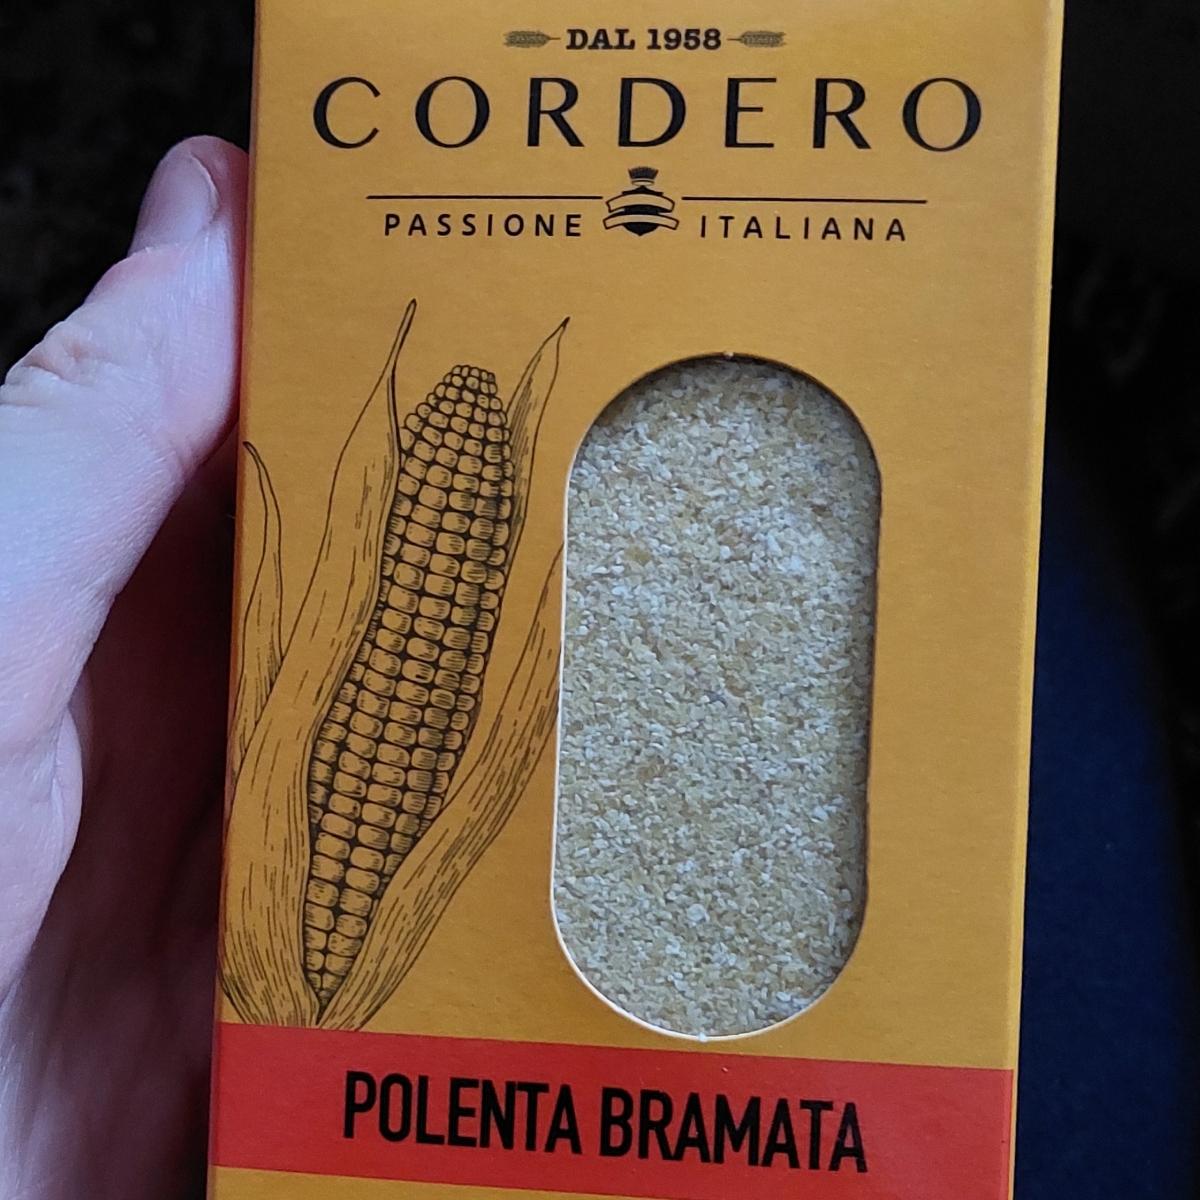 DAL 1958
CORDERO
PASSIONE ITALIANA
POLENTA BRAMATA